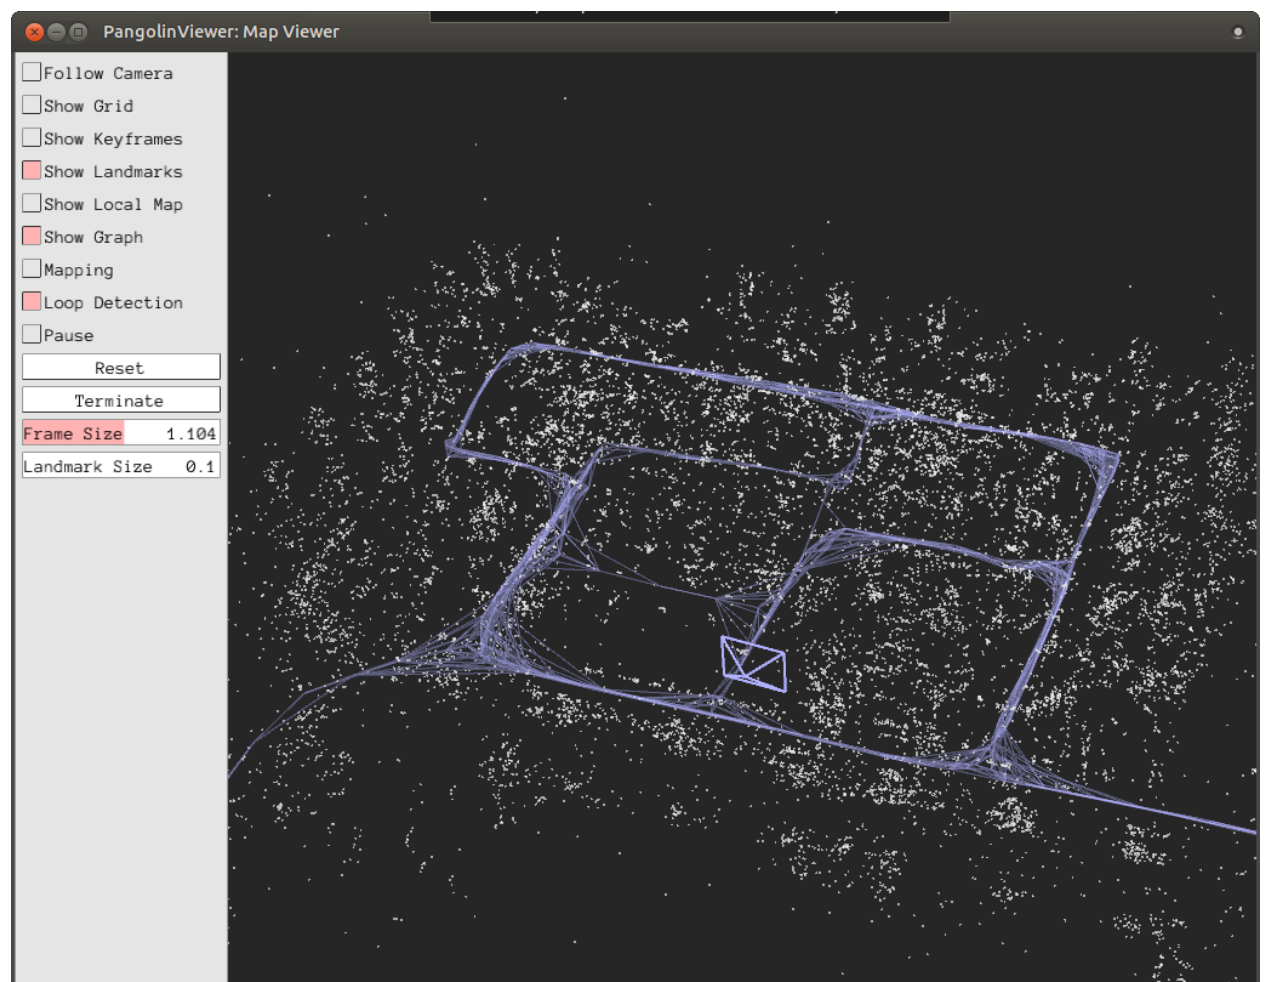 PangolinViewer: Map Viewer
Follow Camera
Show Grid
Show Keyframes
Show Landmarks
Show Local Map
Show Graph
Mapping
Loop Detection
Pause
Reset
Terminate
Frame Size 1.104
Landmark Size 0.1